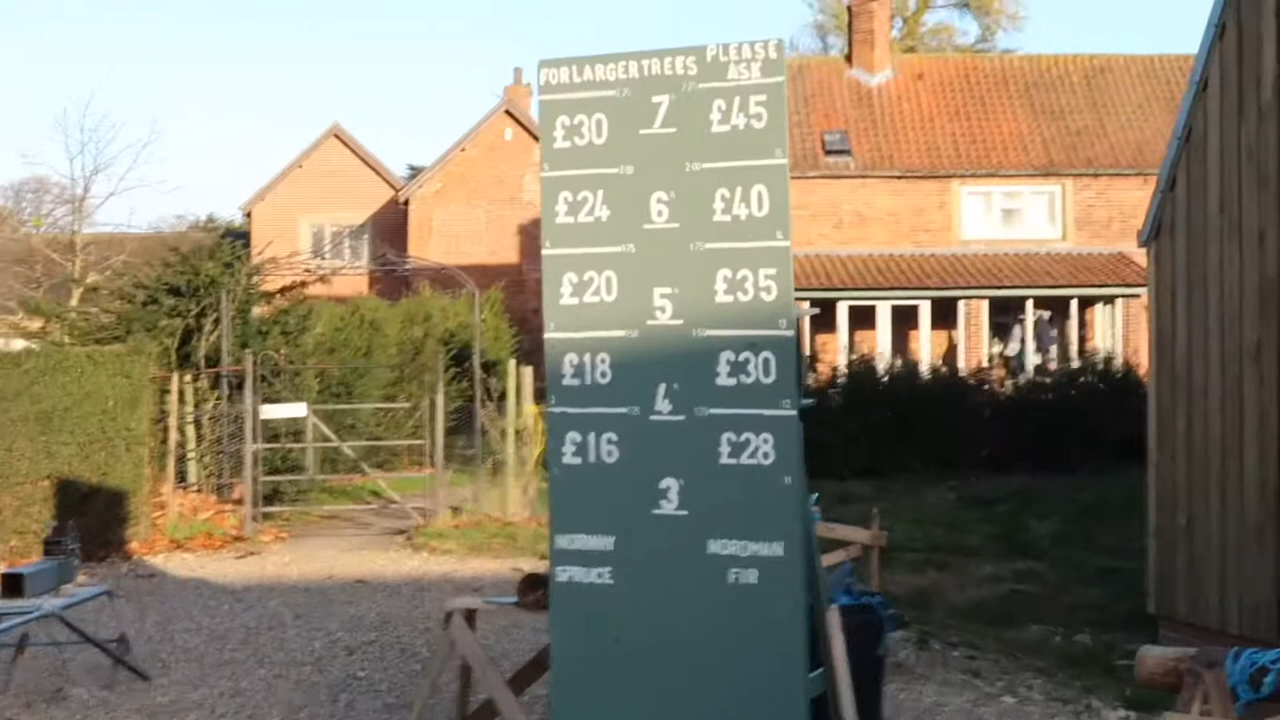 FOR LARGER TREES PLEASE ASK
£30 7 £45
£24 6 £40
£20 5 £35
£18 £30
4
£16 £28
3
NORWAY SPRUCE
NORDMAN FIR